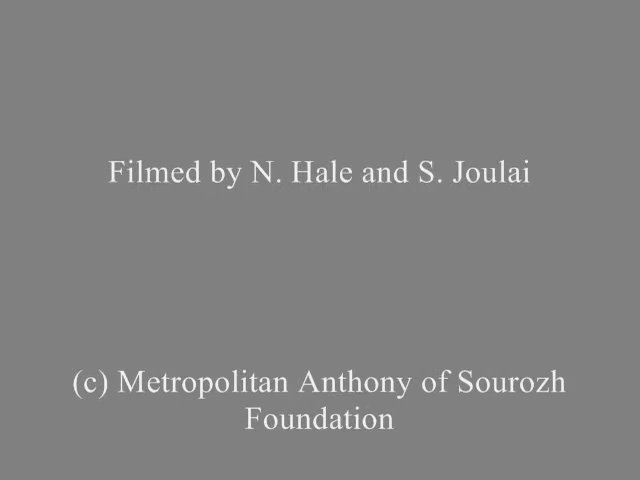 Filmed by N. Hale and S. Joulai
(c) Metropolitan Anthony of Sourozh
Foundation